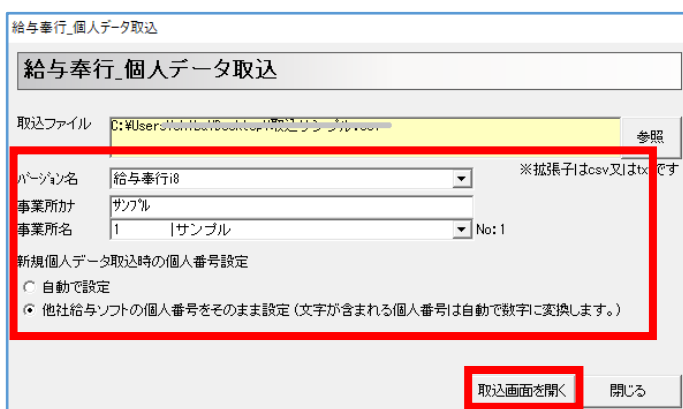 給与奉行_個人データ取込
給与奉行_個人データ取込
取込ファイル C:¥Users
参照
※拡張子はcsv又はtxtです
バージョン名 給与奉行i8
事業所カナ サンプル
事業所名 1 |サンプル No:1
新規個人データ取込時の個人番号設定
自動で設定
他社給与ソフトの個人番号をそのまま設定(文字が含まれる個人番号は自動で数字に変換します。)
取込画面を開く 閉じる